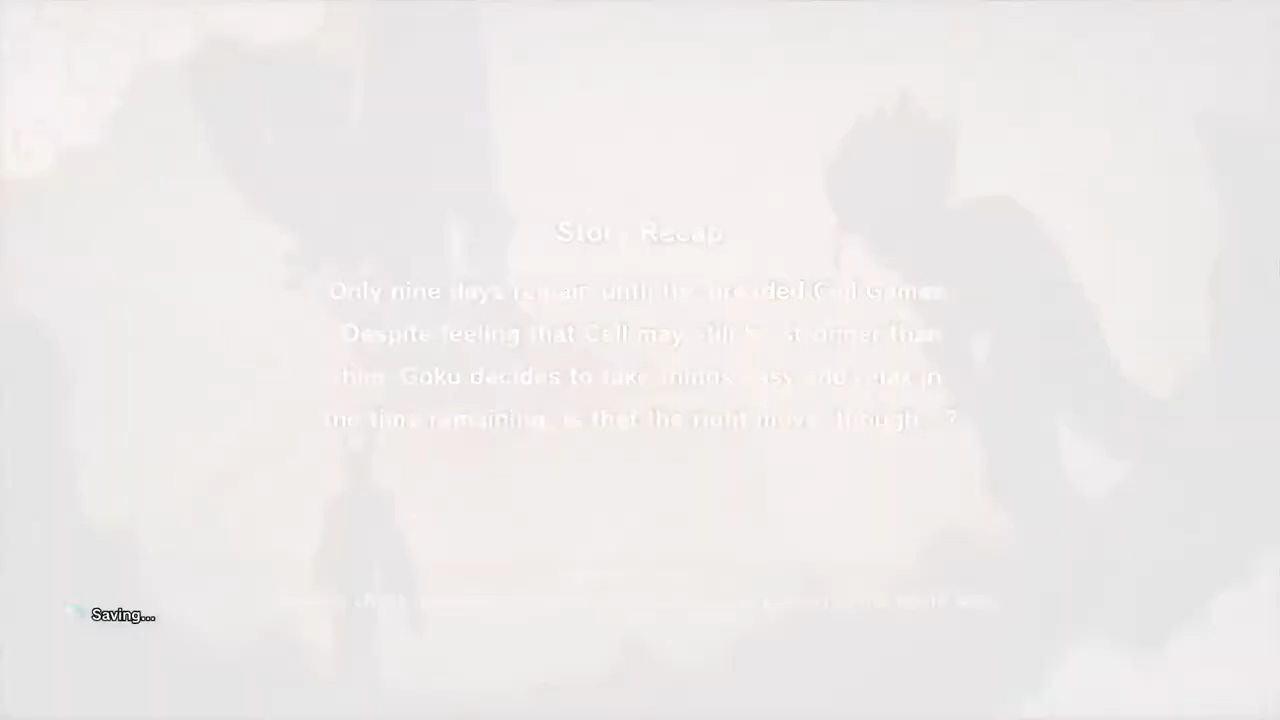 Story Recap
Only nine days remain until the dreaded Cell Games.
Despite feeling that Cell may still be stronger than
him, Goku decides to take things easy and relax in
the time remaining. Is that the right move, though...?
Saving...